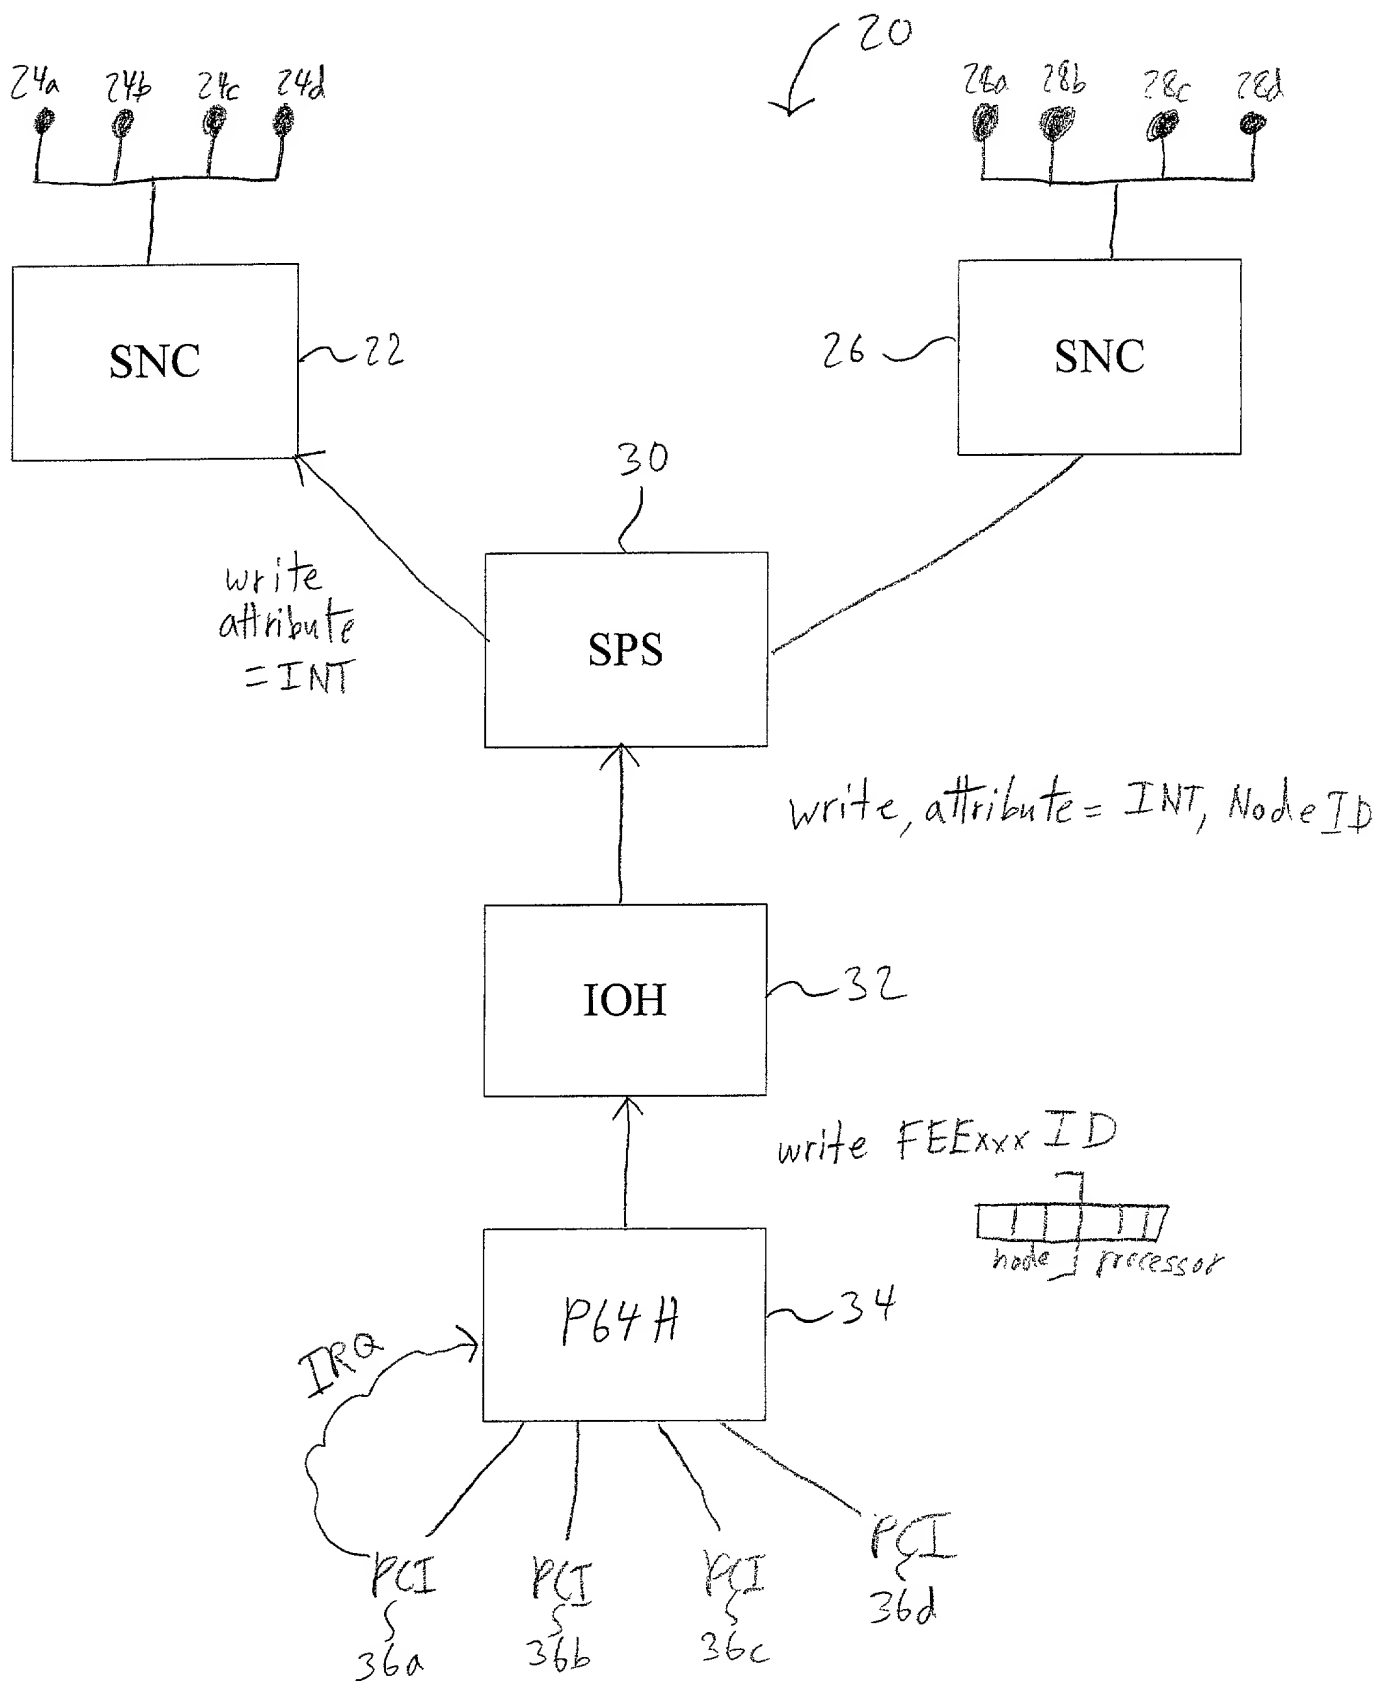 20
24a 24b 24c 24d
28a 28b 28c 28d
SNC
22
26
SNC
30
write
attribute
= INT
SPS
write, attribute = INT, Node ID
IOH
32
write FEExxx ID
node processor
P64H
34
IRQ
PCI PCI PCI PCI
36a 36b 36c 36d